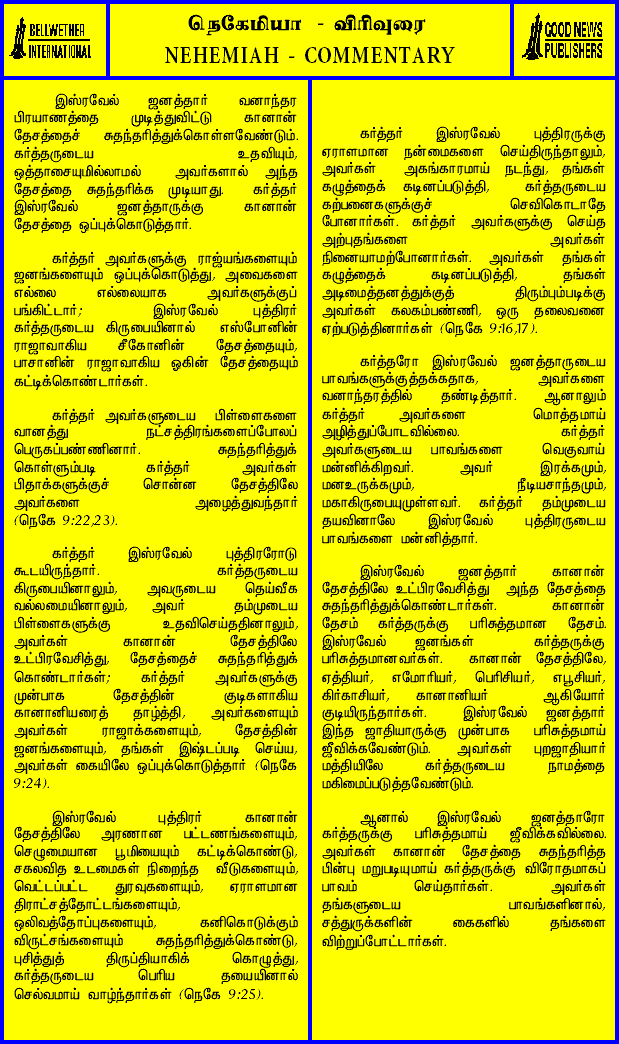 BELLWETHER
INTERNATIONAL
நெகேமியா - விரிவுரை
NEHEMIAH - COMMENTARY
GOOD NEWS
PUBLISHERS
இஸ்ரவேல் ஜனத்தார் வனாந்தர
பிரயாணத்தை முடித்துவிட்டு கானான்
தேசத்தைச் சுதந்தரித்துக்கொள்ளவேண்டும்.
கர்த்தருடைய உதவியும்,
ஒத்தாசையுமில்லாமல் அவர்களால் அந்த
தேசத்தை சுதந்தரிக்க முடியாது. கர்த்தர்
இஸ்ரவேல் ஜனத்தாருக்கு கானான்
தேசத்தை ஒப்புக்கொடுத்தார்.
கர்த்தர் அவர்களுக்கு ராஜ்யங்களையும்
ஜனங்களையும் ஒப்புக்கொடுத்து, அவைகளை
எல்லை எல்லையாக அவர்களுக்குப்
பங்கிட்டார்; இஸ்ரவேல் புத்திரர்
கர்த்தருடைய கிருபையினால் எஸ்போனின்
ராஜாவாகிய சீகோனின் தேசத்தையும்,
பாசானின் ராஜாவாகிய ஓகின் தேசத்தையும்
கட்டிக்கொண்டார்கள்.
கர்த்தர் அவர்களுடைய பிள்ளைகளை
வானத்து நட்சத்திரங்களைப்போலப்
பெருகப்பண்ணினார். சுதந்தரித்துக்
கொள்ளும்படி கர்த்தர் அவர்கள்
பிதாக்களுக்குச் சொன்ன தேசத்திலே
அவர்களை அழைத்துவந்தார்
(நெகே 9:22,23).
கர்த்தர் இஸ்ரவேல் புத்திரரோடு
கூடயிருந்தார். கர்த்தருடைய
கிருபையினாலும், அவருடைய தெய்வீக
வல்லமையினாலும், அவர் தம்முடைய
பிள்ளைகளுக்கு உதவிசெய்ததினாலும்,
அவர்கள் கானான் தேசத்திலே
உட்பிரவேசித்து, தேசத்தைச் சுதந்தரித்துக்
கொண்டார்கள்; கர்த்தர் அவர்களுக்கு
முன்பாக தேசத்தின் குடிகளாகிய
கானானியரைத் தாழ்த்தி, அவர்களையும்
அவர்கள் ராஜாக்களையும், தேசத்தின்
ஜனங்களையும், தங்கள் இஷ்டப்படி செய்ய,
அவர்கள் கையிலே ஒப்புக்கொடுத்தார் (நெகே
9:24).
இஸ்ரவேல் புத்திரர் கானான்
தேசத்திலே அரணான பட்டணங்களையும்,
செழுமையான பூமியையும் கட்டிக்கொண்டு,
சகலவித உடமைகள் நிறைந்த வீடுகளையும்,
வெட்டப்பட்ட துரவுகளையும், ஏராளமான
திராட்சத்தோட்டங்களையும்,
ஒலிவத்தோப்புகளையும், கனிகொடுக்கும்
விருட்சங்களையும் சுதந்தரித்துக்கொண்டு,
புசித்துத் திருப்தியாகிக் கொழுத்து,
கர்த்தருடைய பெரிய தயையினால்
செல்வமாய் வாழ்ந்தார்கள் (நெகே 9:25).
கர்த்தர் இஸ்ரவேல் புத்திரருக்கு
ஏராளமான நன்மைகளை செய்திருந்தாலும்,
அவர்கள் அகங்காரமாய் நடந்து, தங்கள்
கழுத்தைக் கடினப்படுத்தி, கர்த்தருடைய
கற்பனைகளுக்குச் செவிகொடாதே
போனார்கள். கர்த்தர் அவர்களுக்கு செய்த
அற்புதங்களை அவர்கள்
நினையாமற்போனார்கள். அவர்கள் தங்கள்
கழுத்தைக் கடினப்படுத்தி, தங்கள்
அடிமைத்தனத்துக்குத் திரும்பும்படிக்கு
அவர்கள் கலகம்பண்ணி, ஒரு தலைவனை
ஏற்படுத்தினார்கள் (நெகே 9:16,17).
கர்த்தரோ இஸ்ரவேல் ஜனத்தாருடைய
பாவங்களுக்குத்தக்கதாக, அவர்களை
வனாந்தரத்தில் தண்டித்தார். ஆனாலும்
கர்த்தர் அவர்களை மொத்தமாய்
அழித்துப்போடவில்லை. கர்த்தர்
அவர்களுடைய பாவங்களை வெகுவாய்
மன்னிக்கிறவர். அவர் இரக்கமும்,
மனஉருக்கமும், நீடியசாந்தமும்,
மகாகிருபையுமுள்ளவர். கர்த்தர் தம்முடைய
தயவினாலே இஸ்ரவேல் புத்திரருடைய
பாவங்களை மன்னித்தார்.
இஸ்ரவேல் ஜனத்தார் கானான்
தேசத்திலே உட்பிரவேசித்து அந்த தேசத்தை
சுதந்தரித்துக்கொண்டார்கள். கானான்
தேசம் கர்த்தருக்கு பரிசுத்தமான தேசம்.
இஸ்ரவேல் ஜனங்கள் கர்த்தருக்கு
பரிசுத்தமானவர்கள். கானான் தேசத்திலே,
ஏத்தியர், எமோரியர், பெரிசியர், எபூசியர்,
கிர்காசியர், கானானியர் ஆகியோர்
குடியிருந்தார்கள். இஸ்ரவேல் ஜனத்தார்
இந்த ஜாதியாருக்கு முன்பாக பரிசுத்தமாய்
ஜீவிக்கவேண்டும். அவர்கள் புறஜாதியார்
மத்தியிலே கர்த்தருடைய நாமத்தை
மகிமைப்படுத்தவேண்டும்.
ஆனால் இஸ்ரவேல் ஜனத்தாரோ
கர்த்தருக்கு பரிசுத்தமாய் ஜீவிக்கவில்லை.
அவர்கள் கானான் தேசத்தை சுதந்தரித்த
பின்பு மறுபடியுமாய் கர்த்தருக்கு விரோதமாகப்
பாவம் செய்தார்கள். அவர்கள்
தங்களுடைய பாவங்களினால்,
சத்துருக்களின் கைகளில் தங்களை
விற்றுப்போட்டார்கள்.